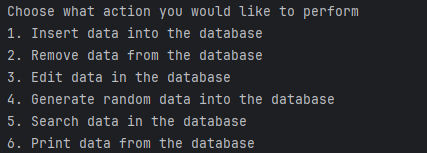 Choose what action you would like to perform
1. Insert data into the database
2. Remove data from the database
3. Edit data in the database
4. Generate random data into the database
5. Search data in the database
6. Print data from the database